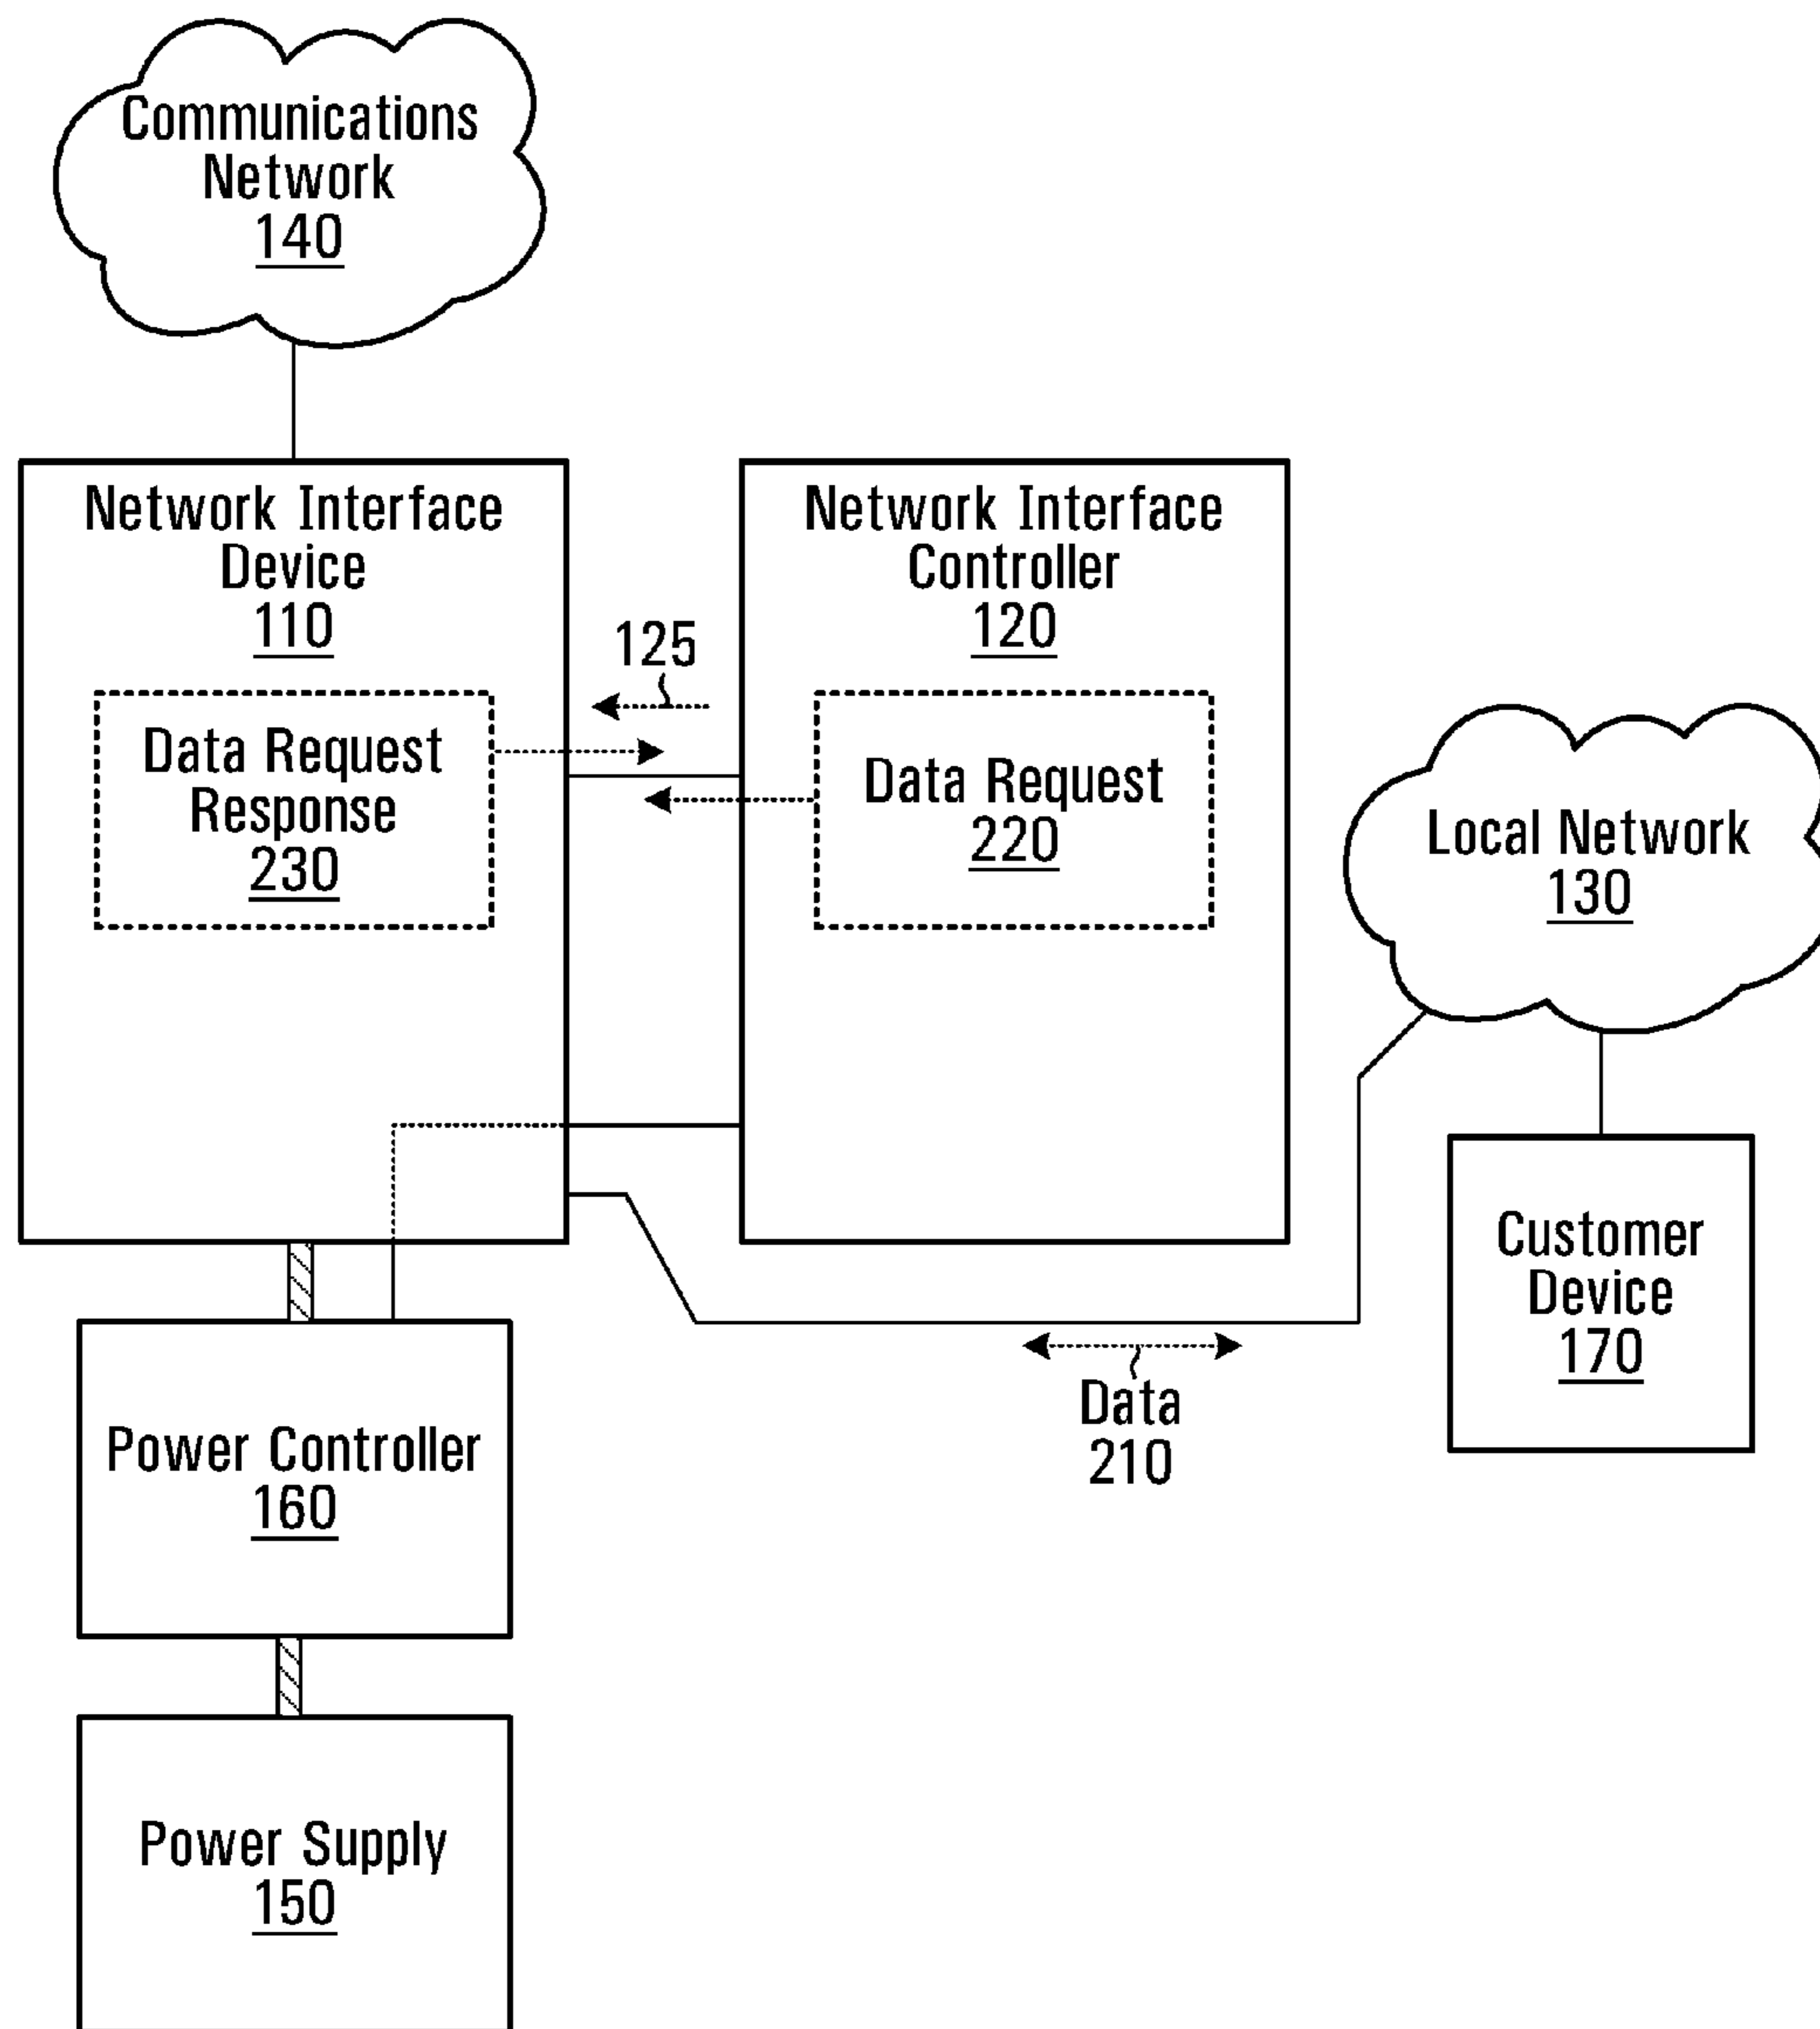 Communications
Network
140
Network Interface
Device
110
125
Network Interface
Controller
120
Data Request
Response
230
Data Request
220
Local Network
130
Customer
Device
170
Data
210
Power Controller
160
Power Supply
150